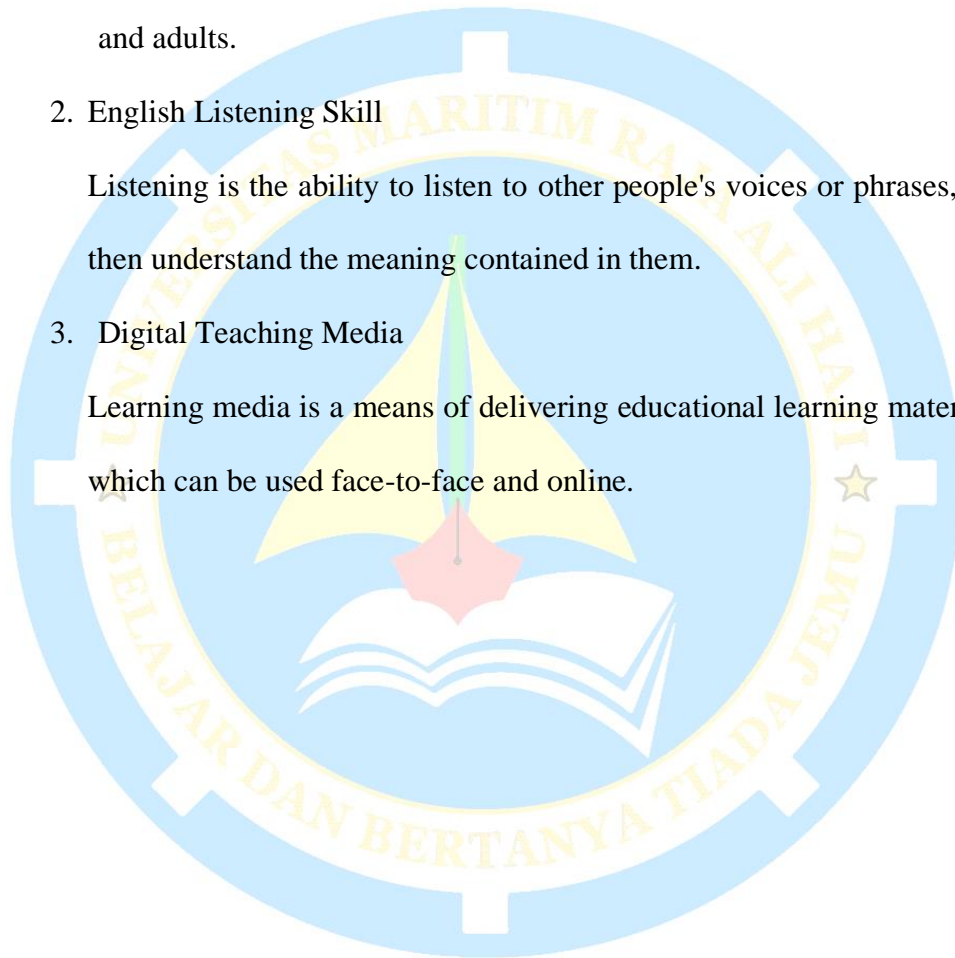 and adults.
2. English Listening Skill
Listening is the ability to listen to other people's voices or phrases,
then understand the meaning contained in them.
3. Digital Teaching Media
Learning media is a means of delivering educational learning
which can be used face-to-face and online.
UNIVERSITAS MARITIM RAJA ALI HAJI
BELAJAR DAN BERTANYA TIADA JEMU